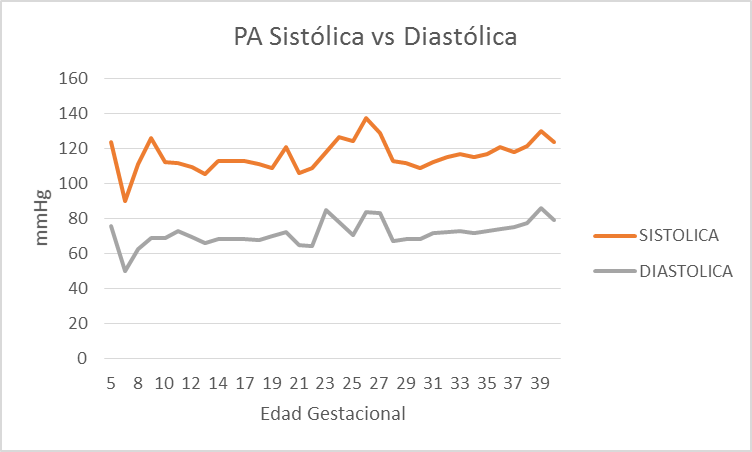 PA Sistólica vs Diastólica
160
140
120
100
80
60
40
20
0
mmHg
5 8 10 12 14 17 19 21 23 25 27 29 31 33 35 37 39
Edad Gestacional
SISTOLICA
DIASTOLICA